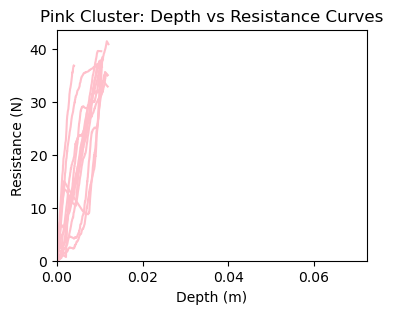 Pink Cluster: Depth vs Resistance Curves
40
30
20
10
0
Resistance (N)
0.00 0.02 0.04 0.06
Depth (m)